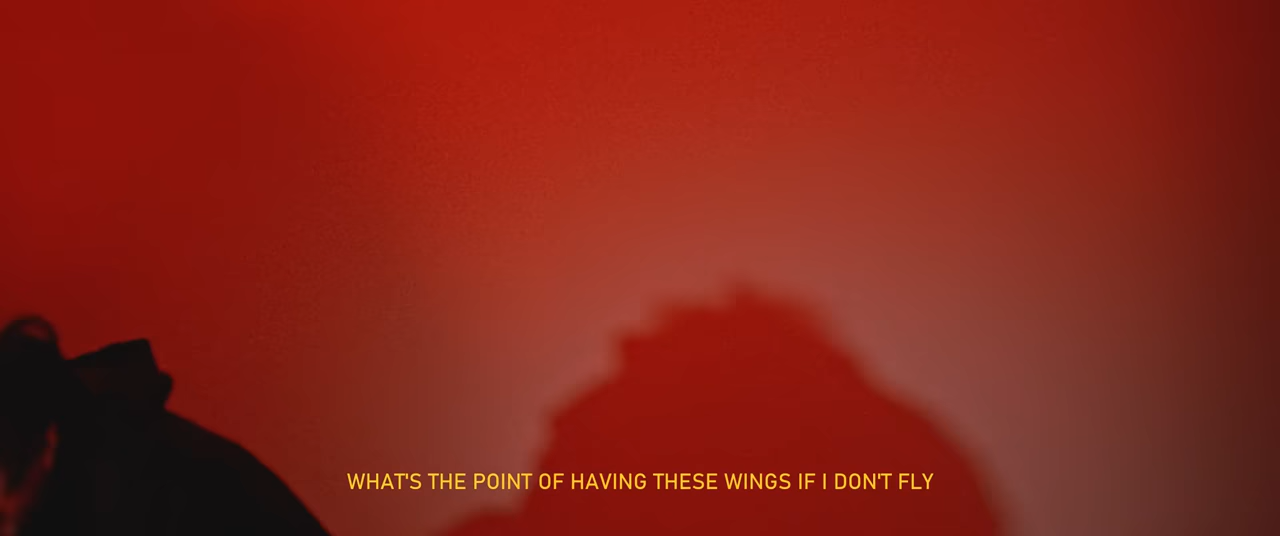 WHAT'S THE POINT OF HAVING THESE WINGS IF I DON'T FLY